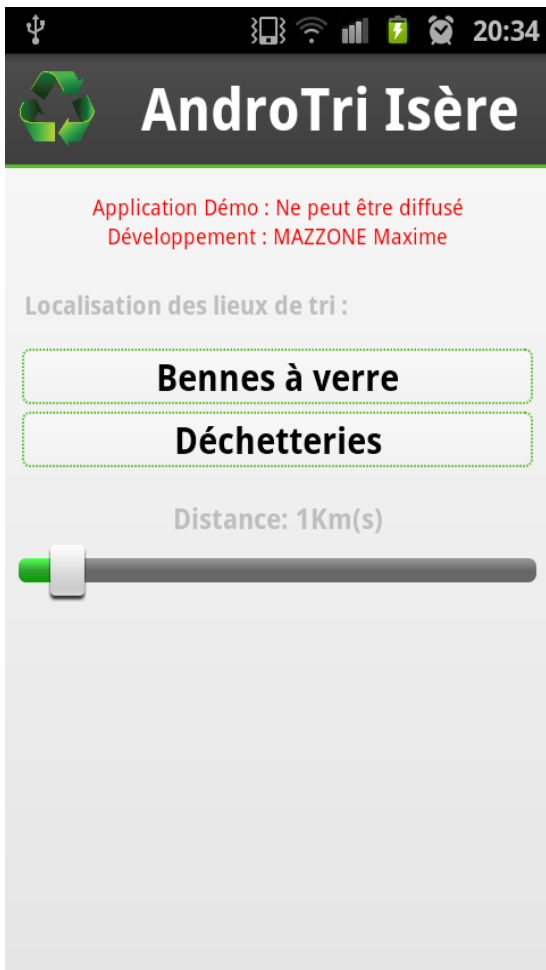 20:34
AndroTri Isère
Application Démo : Ne peut être diffusé
Développement : MAZZONE Maxime
Localisation des lieux de tri :
Bennes à verre
Déchetteries
Distance: 1Km(s)